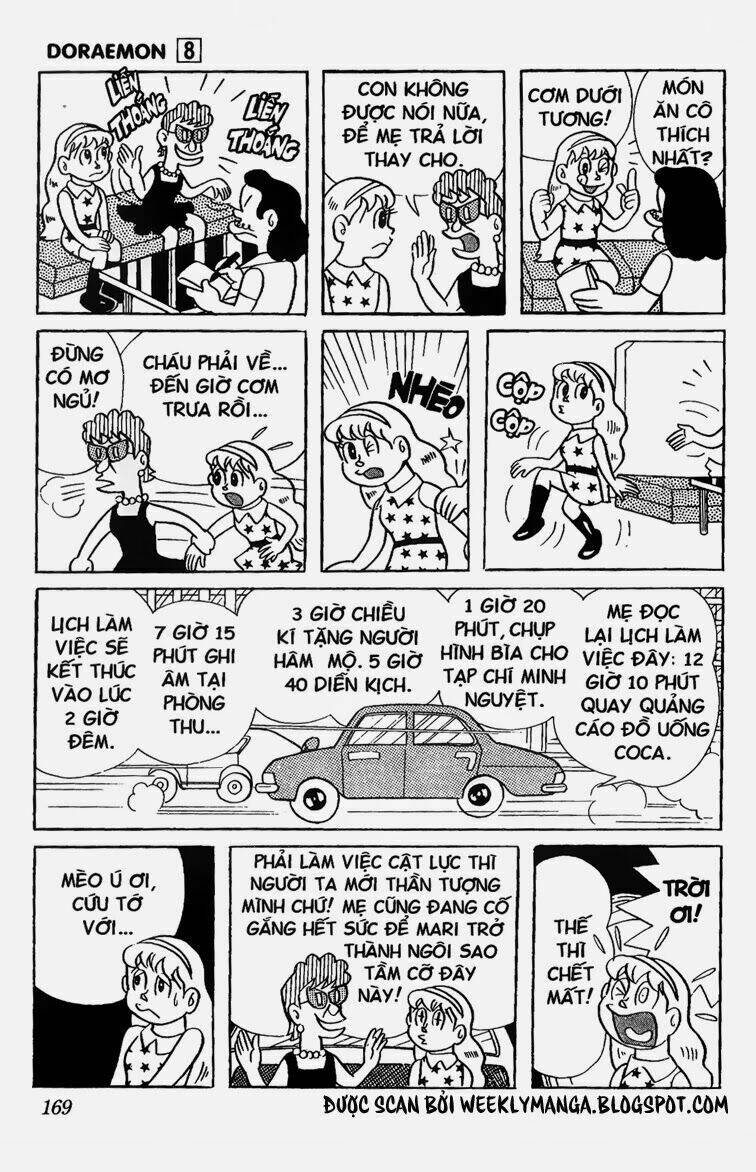 DORAEMON 8
MÓN
ĂN CÔ
THÍCH
NHẤT?
CƠM DƯỚI
TƯƠNG!
CON KHÔNG
ĐƯỢC NÓI NỮA,
ĐỂ MẸ TRẢ LỜI
THAY CHO.
LIẾN
THOẮNG
LIẾN
THOẮNG
CỘP
CỘP
NHÉO
CHÁU PHẢI VỀ...
ĐẾN GIỜ CƠM
TRƯA RỒI...
ĐỪNG
CÓ MƠ
NGỦ!
MẸ ĐỌC
LẠI LỊCH LÀM
VIỆC ĐÂY: 12
GIỜ 10 PHÚT
QUAY QUẢNG
CÁO ĐỒ UỐNG
COCA.
1 GIỜ 20
PHÚT, CHỤP
HÌNH BÌA CHO
TẠP CHÍ MINH
NGUYỆT.
3 GIỜ CHIỀU
KÍ TẶNG NGƯỜI
HÂM MỘ. 5 GIỜ
40 DIỄN KỊCH.
7 GIỜ 15
PHÚT GHI
ÂM TẠI
PHÒNG
THU...
LỊCH LÀM
VIỆC SẼ
KẾT THÚC
VÀO LÚC
2 GIỜ
ĐÊM.
TRỜI
ƠI!
THẾ
THÌ
CHẾT
MẤT!
PHẢI LÀM VIỆC CẬT LỰC THÌ
NGƯỜI TA MỚI THẦN TƯỢNG
MÌNH CHỨ! MẸ CŨNG ĐANG CỐ
GẮNG HẾT SỨC ĐỂ MARI TRỞ
THÀNH NGÔI SAO
TẦM CỠ ĐÂY
NÀY!
MÈO Ú ƠI,
CỨU TỚ
VỚI...
169
ĐƯỢC SCAN BỞI WEEKLYMANGA.BLOGSPOT.COM